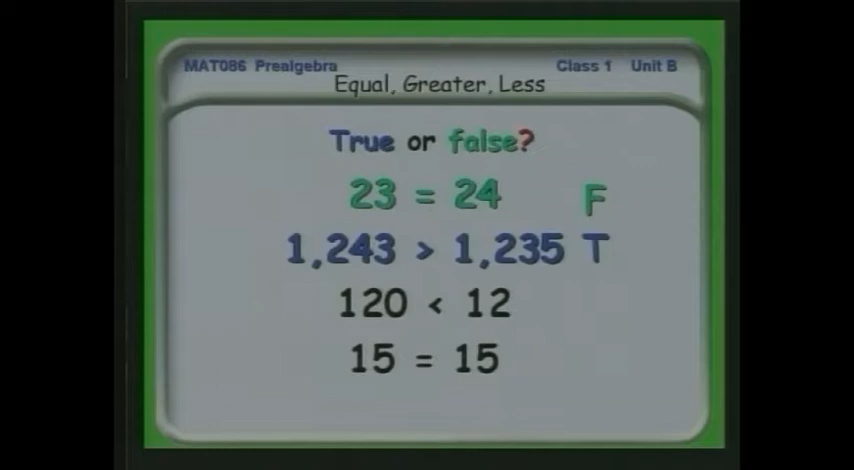 MAT086 Prealgebra Class 1 Unit B
Equal, Greater, Less
True or false?
23 = 24 F
1,243 > 1,235 T
120 < 12
15 = 15